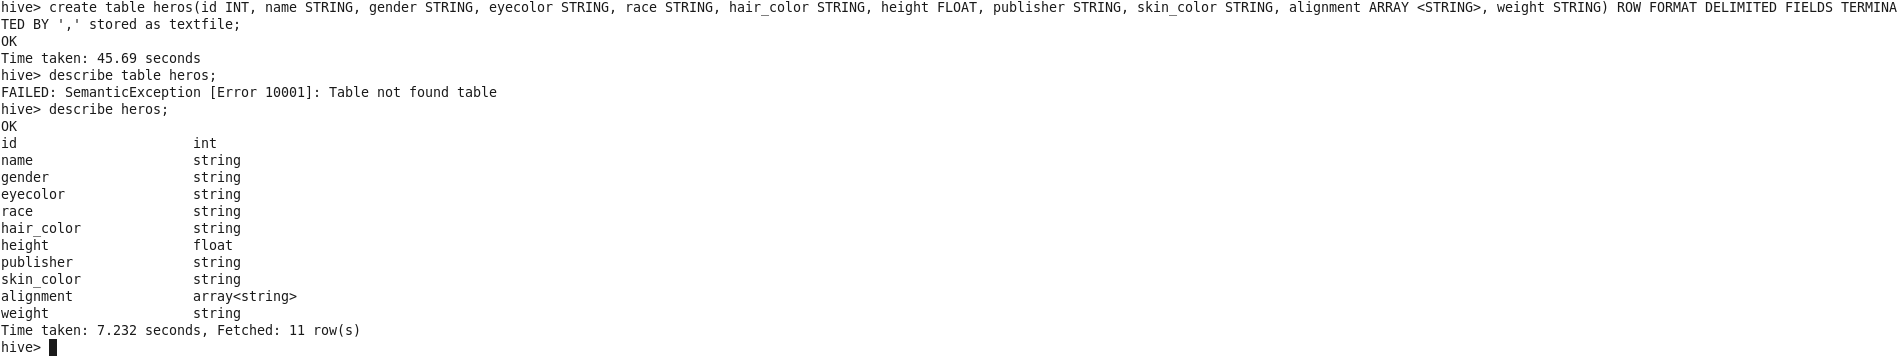 hive> create table heros(id INT, name STRING, gender STRING, eyecolor STRING, race STRING, hair_color STRING, height FLOAT, publisher STRING, skin_color STRING, alignment ARRAY <STRING>, weight STRING) ROW FORMAT DELIMITED FIELDS TERMINA
TED BY ',' stored as textfile;
OK
Time taken: 45.69 seconds
hive> describe table heros;
FAILED: SemanticException [Error 10001]: Table not found table
hive> describe heros;
OK
id int
name string
gender string
eyecolor string
race string
hair_color string
height float
publisher string
skin_color string
alignment array<string>
weight string
Time taken: 7.232 seconds, Fetched: 11 row(s)
hive>